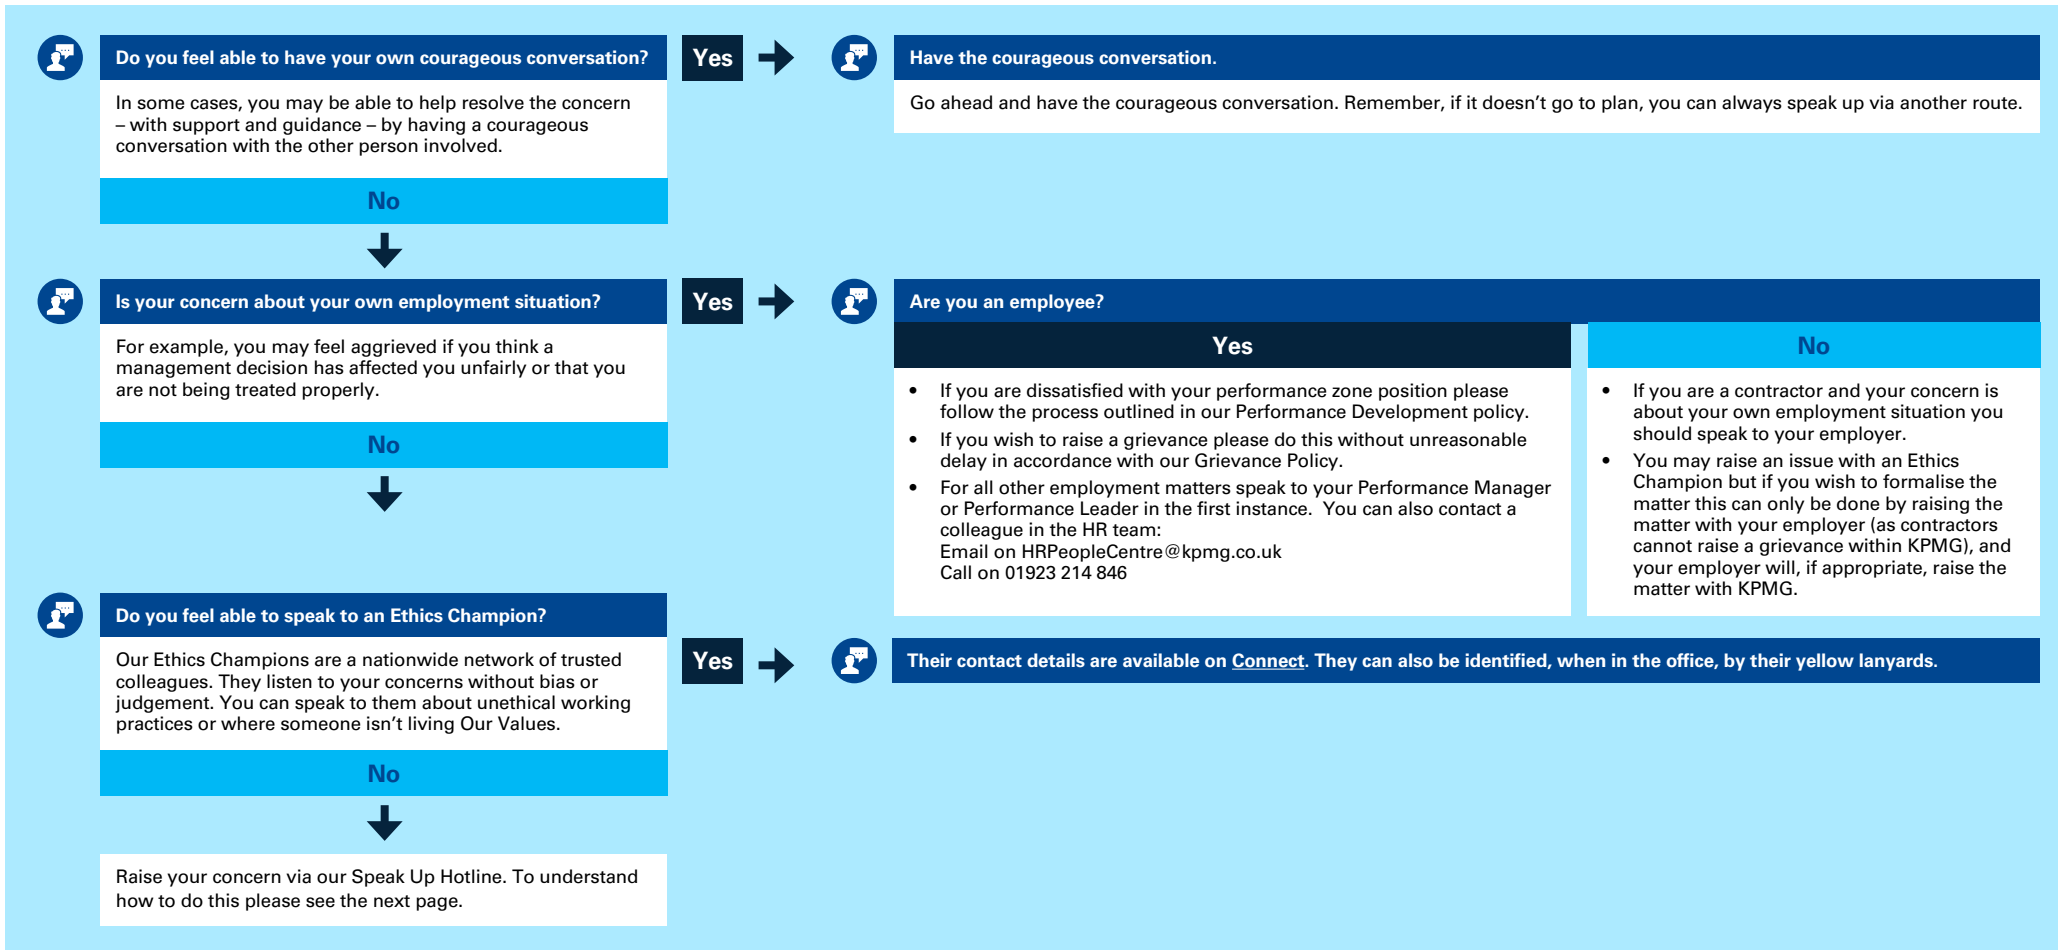 Do you feel able to have your own courageous conversation?
In some cases, you may be able to help resolve the concern
– with support and guidance – by having a courageous
conversation with the other person involved.
No
Yes
Have the courageous conversation.
Go ahead and have the courageous conversation. Remember, if it doesn’t go to plan, you can always speak up via another route.
Is your concern about your own employment situation?
For example, you may feel aggrieved if you think a
management decision has affected you unfairly or that you
are not being treated properly.
No
Yes
Are you an employee?
Yes
• If you are dissatisfied with your performance zone position please
follow the process outlined in our Performance Development policy.
• If you wish to raise a grievance please do this without unreasonable
delay in accordance with our Grievance Policy.
• For all other employment matters speak to your Performance Manager
or Performance Leader in the first instance.  You can also contact a
colleague in the HR team:
Email on HRPeopleCentre@kpmg.co.uk
Call on 01923 214 846
No
• If you are a contractor and your concern is
about your own employment situation you
should speak to your employer.
• You may raise an issue with an Ethics
Champion but if you wish to formalise the
matter this can only be done by raising the
matter with your employer (as contractors
cannot raise a grievance within KPMG), and
your employer will, if appropriate, raise the
matter with KPMG.
Do you feel able to speak to an Ethics Champion?
Our Ethics Champions are a nationwide network of trusted
colleagues. They listen to your concerns without bias or
judgement. You can speak to them about unethical working
practices or where someone isn’t living Our Values.
No
Yes
Their contact details are available on Connect. They can also be identified, when in the office, by their yellow lanyards.
Raise your concern via our Speak Up Hotline. To understand
how to do this please see the next page.